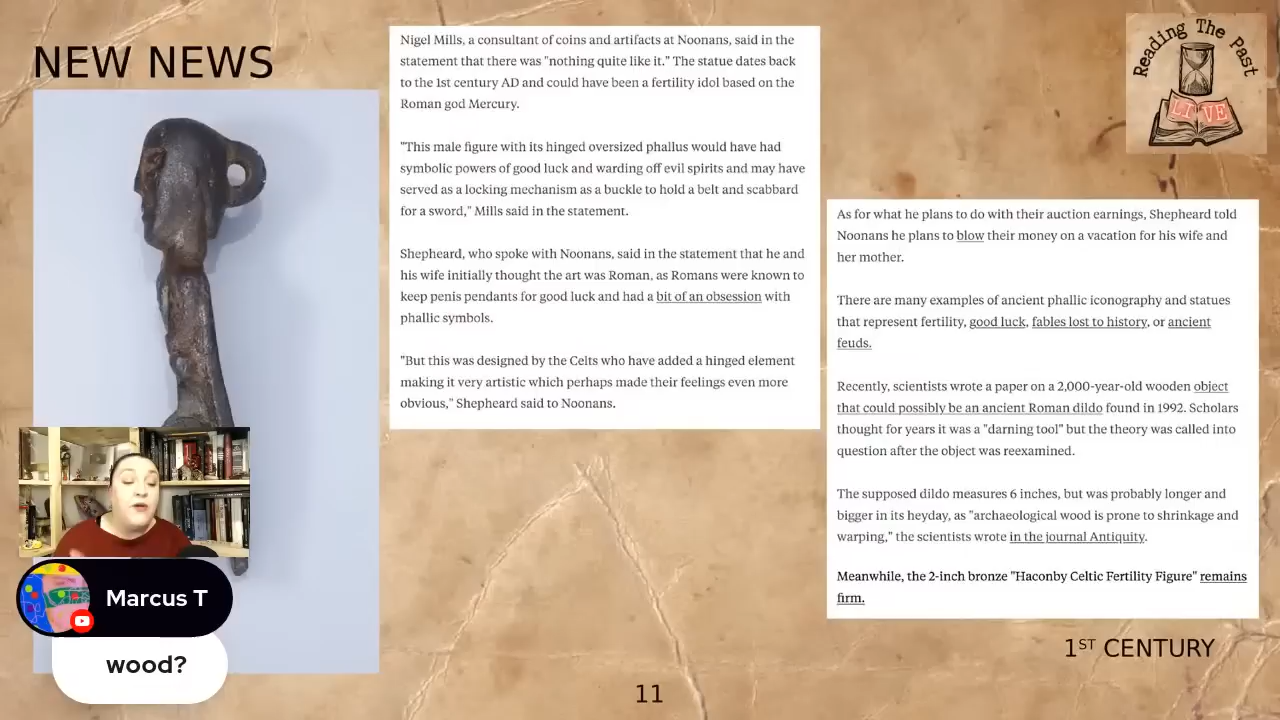 NEW NEWS
Nigel Mills, a consultant of coins and artifacts at Noonans, said in the
statement that there was "nothing quite like it." The statue dates back
to the 1st century AD and could have been a fertility idol based on the
Roman god Mercury.
"This male figure with its hinged oversized phallus would have had
symbolic powers of good luck and warding off evil spirits and may have
served as a locking mechanism as a buckle to hold a belt and scabbard
for a sword," Mills said in the statement.
Shepheard, who spoke with Noonans, said in the statement that he and
his wife initially thought the art was Roman, as Romans were known to
keep penis pendants for good luck and had a bit of an obsession with
phallic symbols.
"But this was designed by the Celts who have added a hinged element
making it very artistic which perhaps made their feelings even more
obvious," Shepheard said to Noonans.
Reading The Past
LIVE
As for what he plans to do with their auction earnings, Shepheard told
Noonans he plans to blow their money on a vacation for his wife and
her mother.
There are many examples of ancient phallic iconography and statues
that represent fertility, good luck, fables lost to history, or ancient
feuds.
Recently, scientists wrote a paper on a 2,000-year-old wooden object
that could possibly be an ancient Roman dildo found in 1992. Scholars
thought for years it was a "darning tool" but the theory was called into
question after the object was reexamined.
The supposed dildo measures 6 inches, but was probably longer and
bigger in its heyday, as "archaeological wood is prone to shrinkage and
warping," the scientists wrote in the journal Antiquity.
Meanwhile, the 2-inch bronze "Haconby Celtic Fertility Figure" remains
firm.
Marcus T
wood?
1ST CENTURY
11